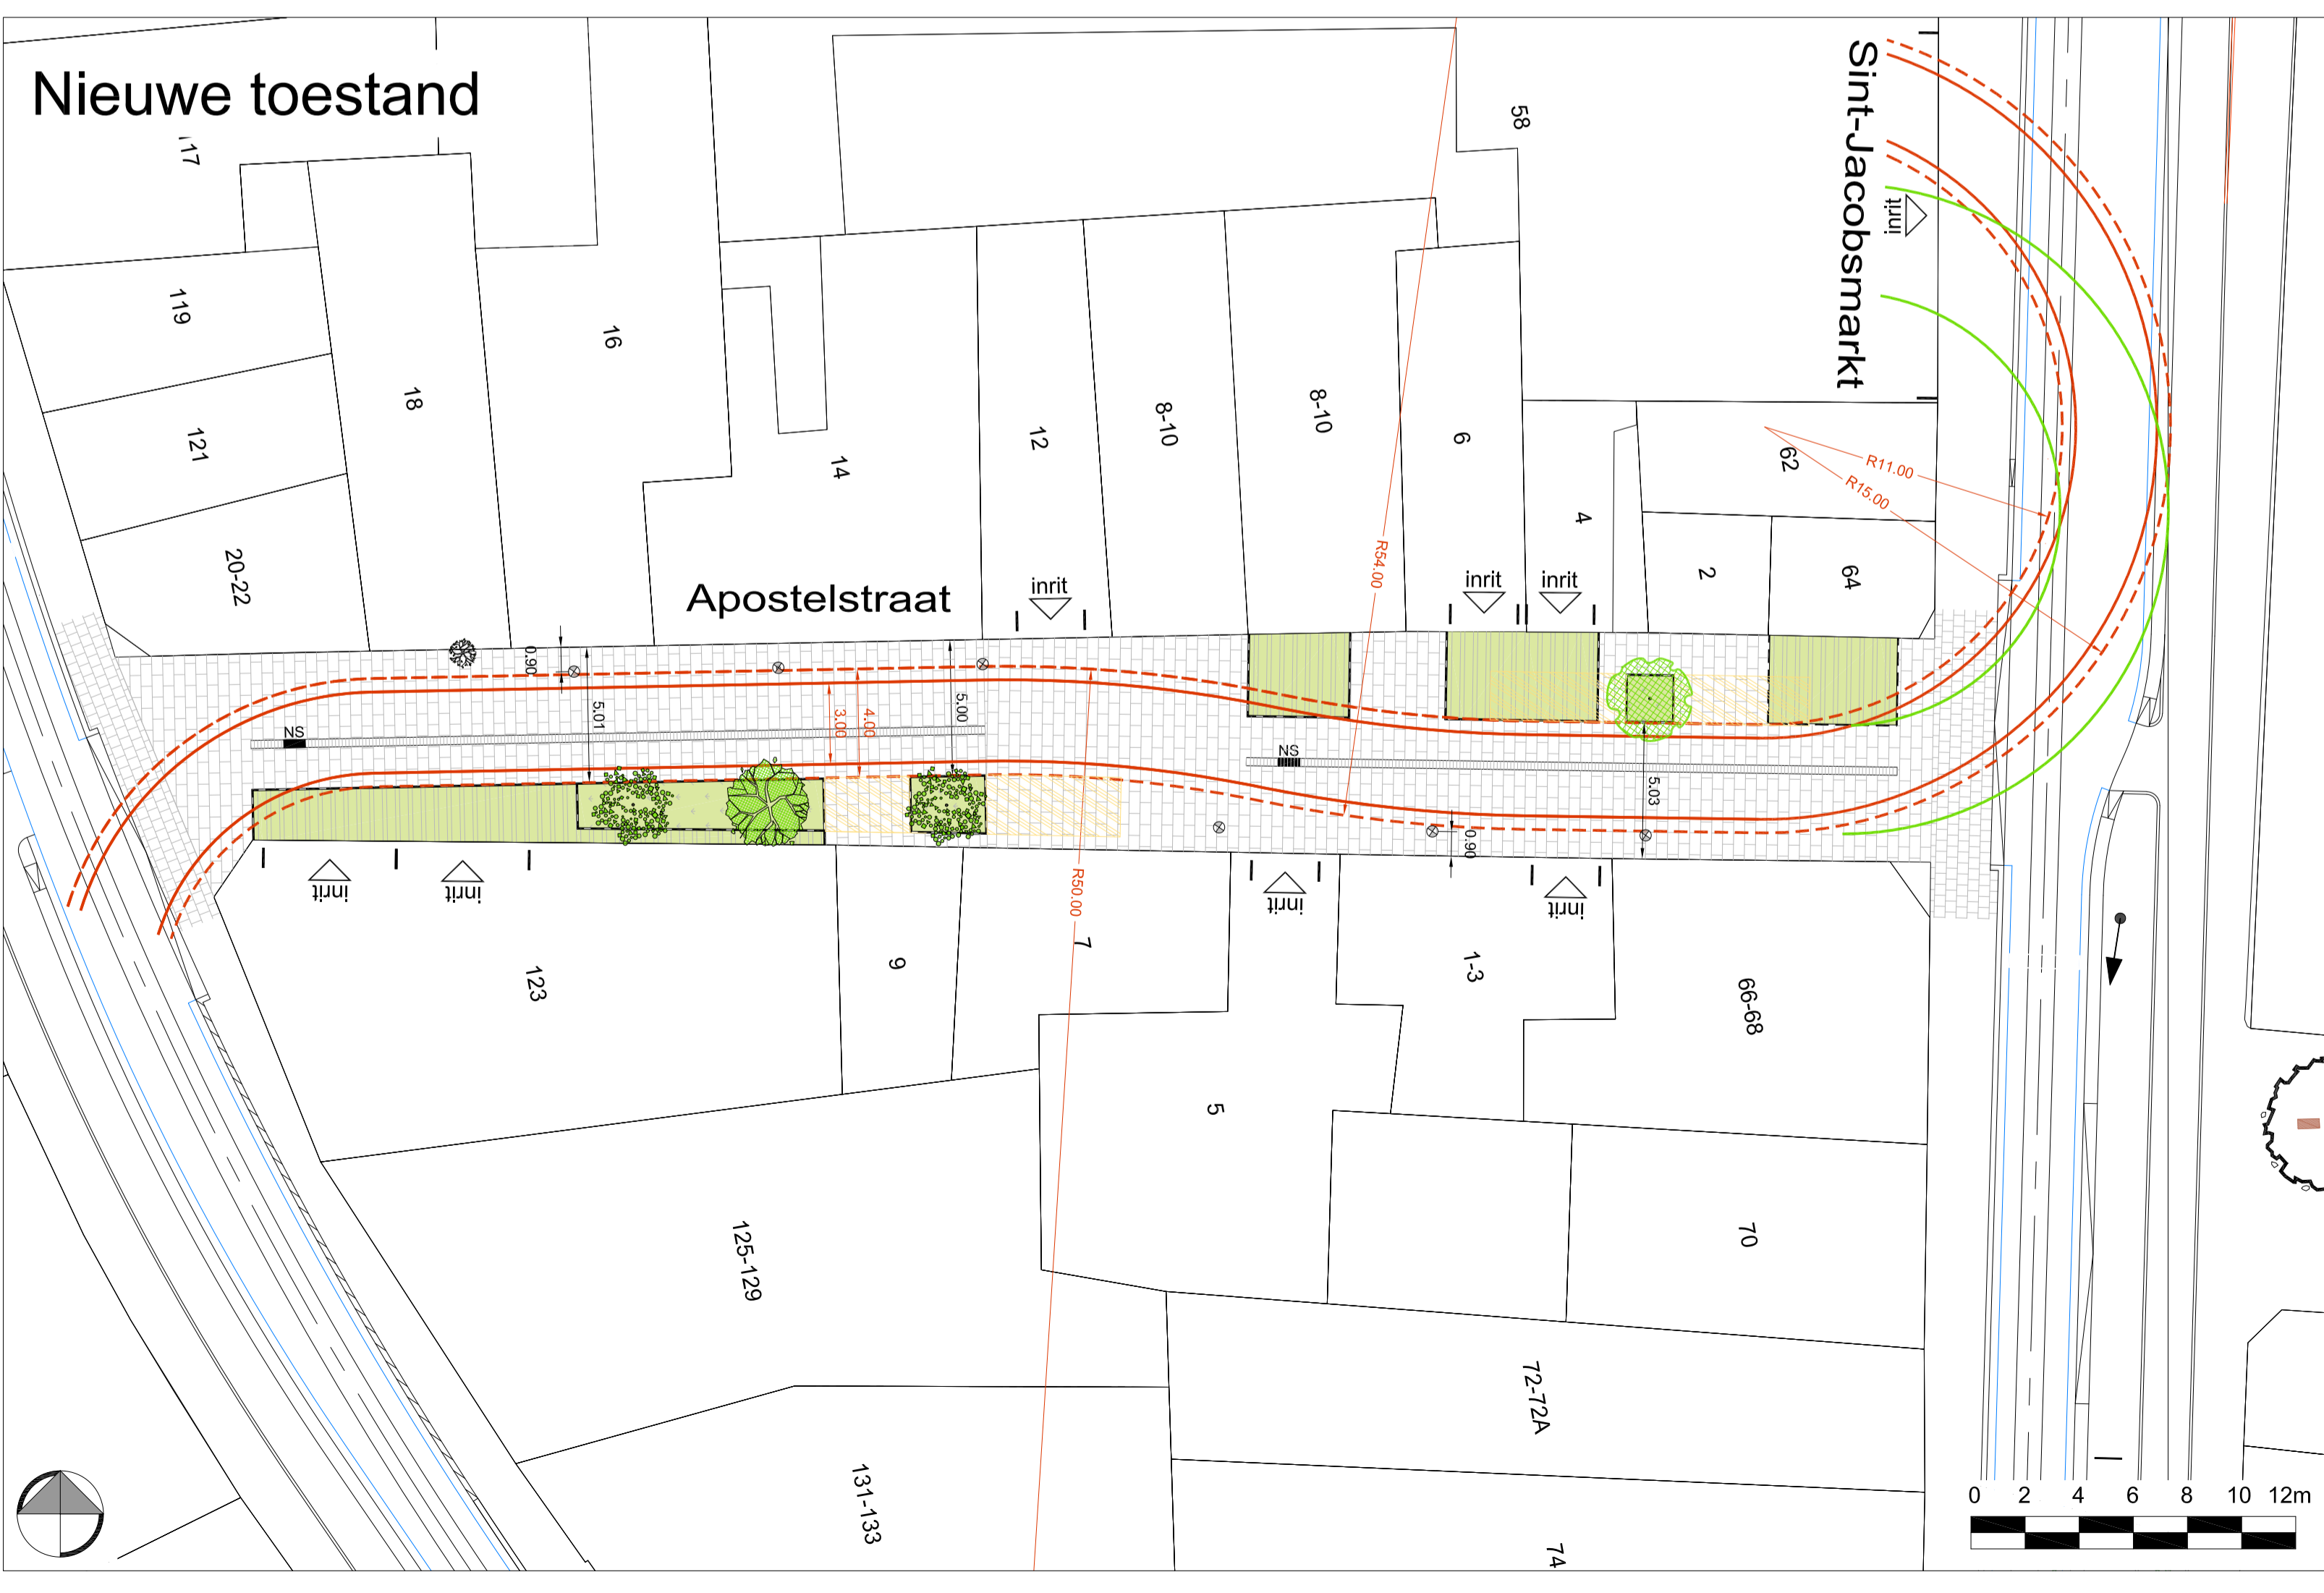 Nieuwe toestand
Sint-Jacobsmarkt
117
58
inrit
119
16
18
121
14
12
8-10
8-10
6
62
R11.00
R15.00
4
R54.00
20-22
2
64
Apostelstraat
inrit
inrit
inrit
0.90
5.01
3.00
4.00
5.00
NS
NS
5.03
0.90
inrit
inrit
inrit
inrit
R50.00
123
9
7
1-3
66-68
5
125-129
70
72-72A
131-133
74
0 2 4 6 8 10 12m